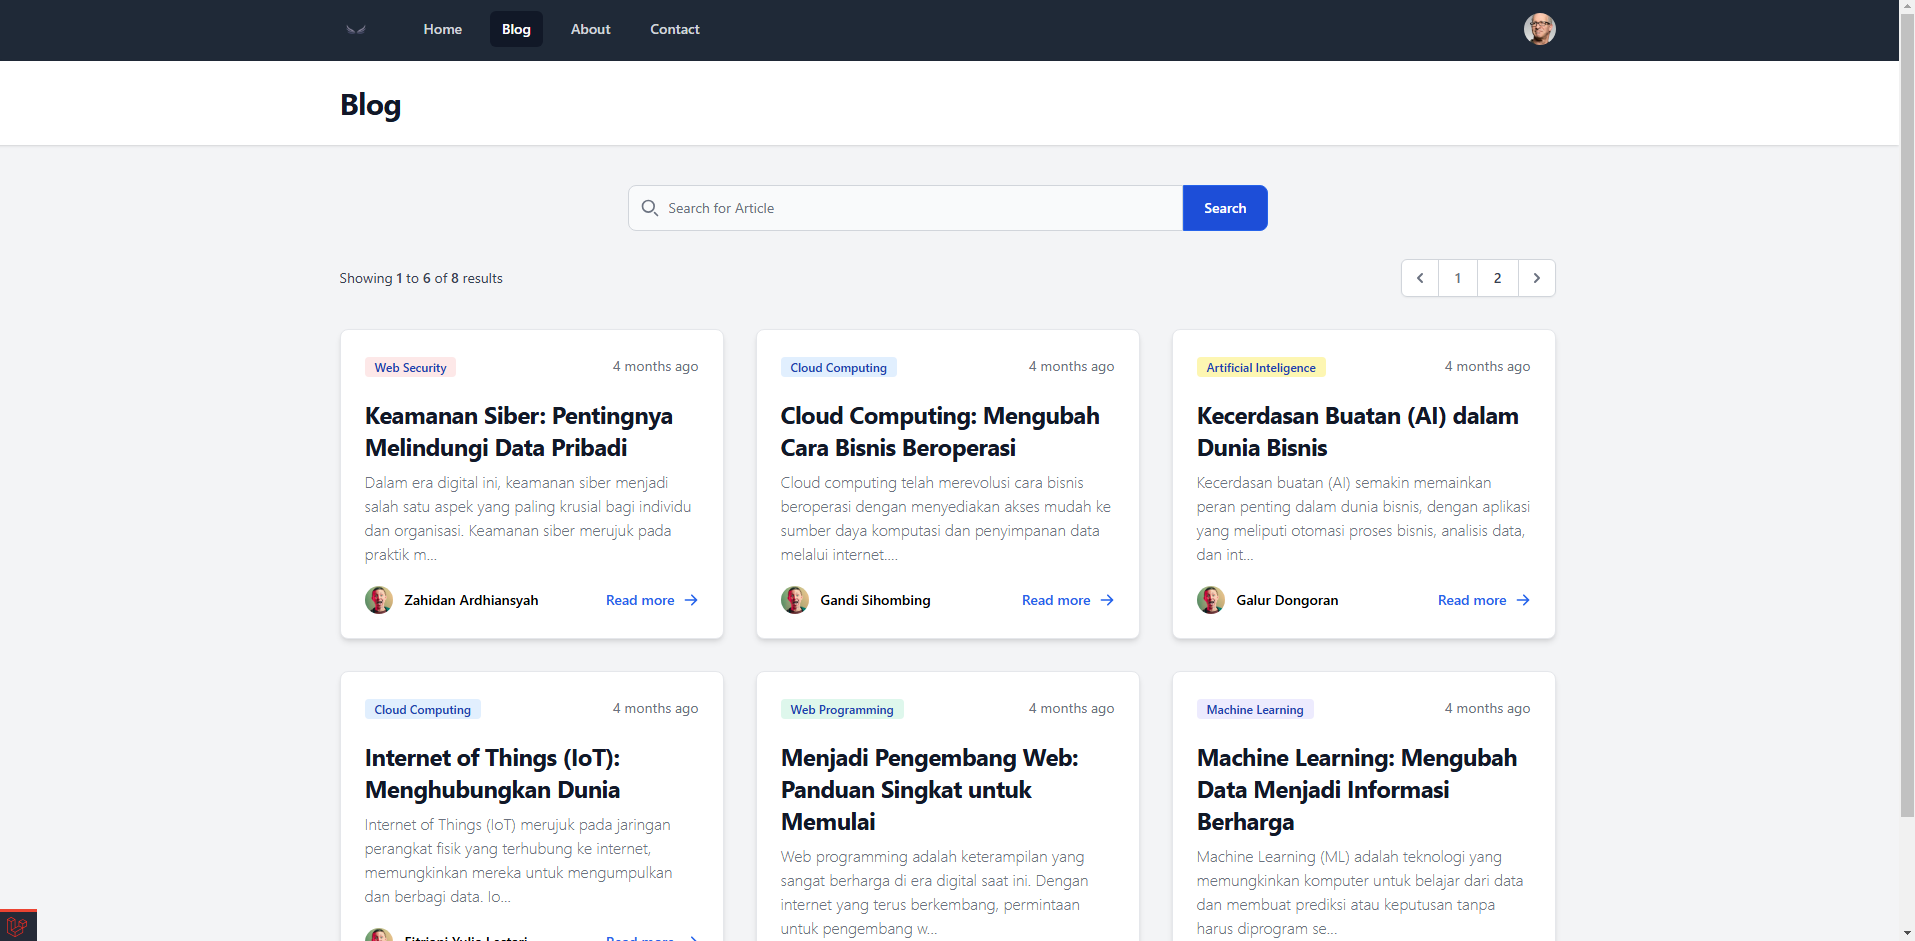 Home Blog About Contact
Blog
Search for Article Search
Showing 1 to 6 of 8 results
1 2
Web Security 4 months ago
Keamanan Siber: Pentingnya
Melindungi Data Pribadi
Dalam era digital ini, keamanan siber menjadi
salah satu aspek yang paling krusial bagi individu
dan organisasi. Keamanan siber merujuk pada
praktik m...
Zahidan Ardhiansyah Read more
Cloud Computing 4 months ago
Cloud Computing: Mengubah
Cara Bisnis Beroperasi
Cloud computing telah merevolusi cara bisnis
beroperasi dengan menyediakan akses mudah ke
sumber daya komputasi dan penyimpanan data
melalui internet....
Gandi Sihombing Read more
Artificial Inteligence 4 months ago
Kecerdasan Buatan (AI) dalam
Dunia Bisnis
Kecerdasan buatan (AI) semakin memainkan
peran penting dalam dunia bisnis, dengan aplikasi
yang meliputi otomasi proses bisnis, analisis data,
dan int...
Galur Dongoran Read more
Cloud Computing 4 months ago
Internet of Things (IoT):
Menghubungkan Dunia
Internet of Things (IoT) merujuk pada jaringan
perangkat fisik yang terhubung ke internet,
memungkinkan mereka untuk mengumpulkan
dan berbagi data. Io...
Fitriani Yulia Lestari Read more
Web Programming 4 months ago
Menjadi Pengembang Web:
Panduan Singkat untuk
Memulai
Web programming adalah keterampilan yang
sangat berharga di era digital saat ini. Dengan
internet yang terus berkembang, permintaan
untuk pengembang w...
Machine Learning 4 months ago
Machine Learning: Mengubah
Data Menjadi Informasi
Berharga
Machine Learning (ML) adalah teknologi yang
memungkinkan komputer untuk belajar dari data
dan membuat prediksi atau keputusan tanpa
harus diprogram se...